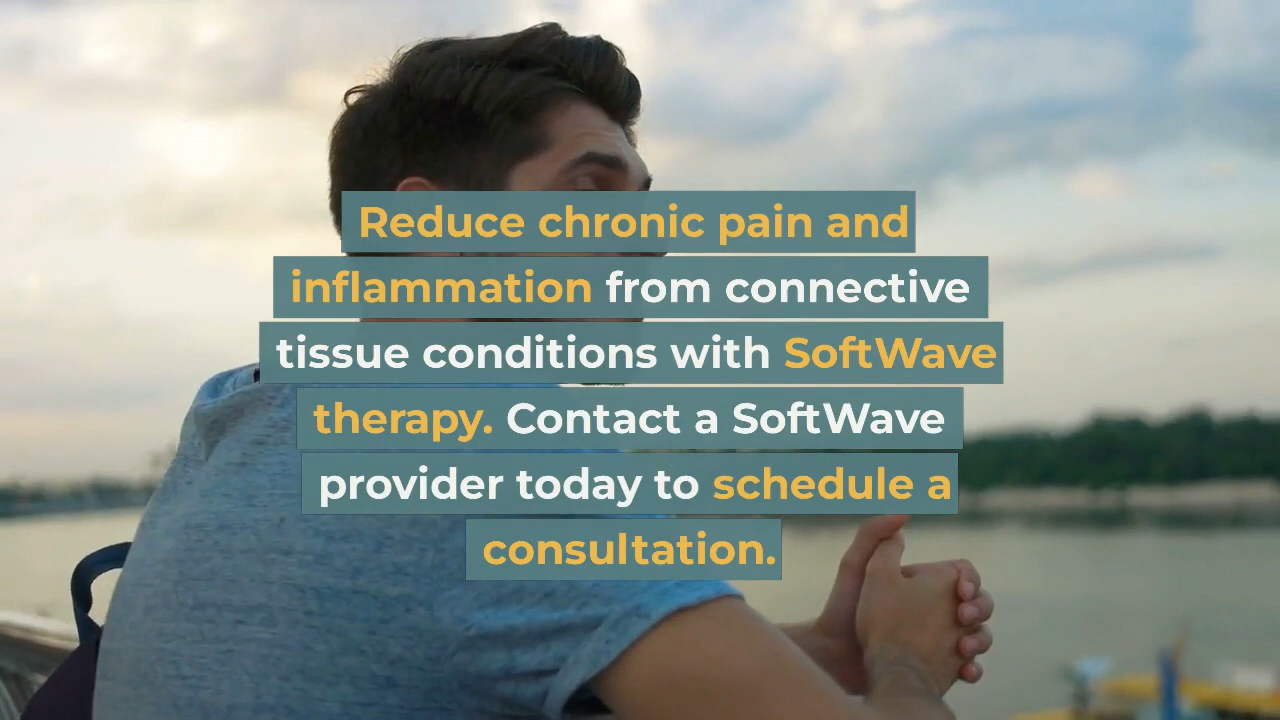 Reduce chronic pain and
inflammation from connective
tissue conditions with SoftWave
therapy. Contact a SoftWave
provider today to schedule a
consultation.